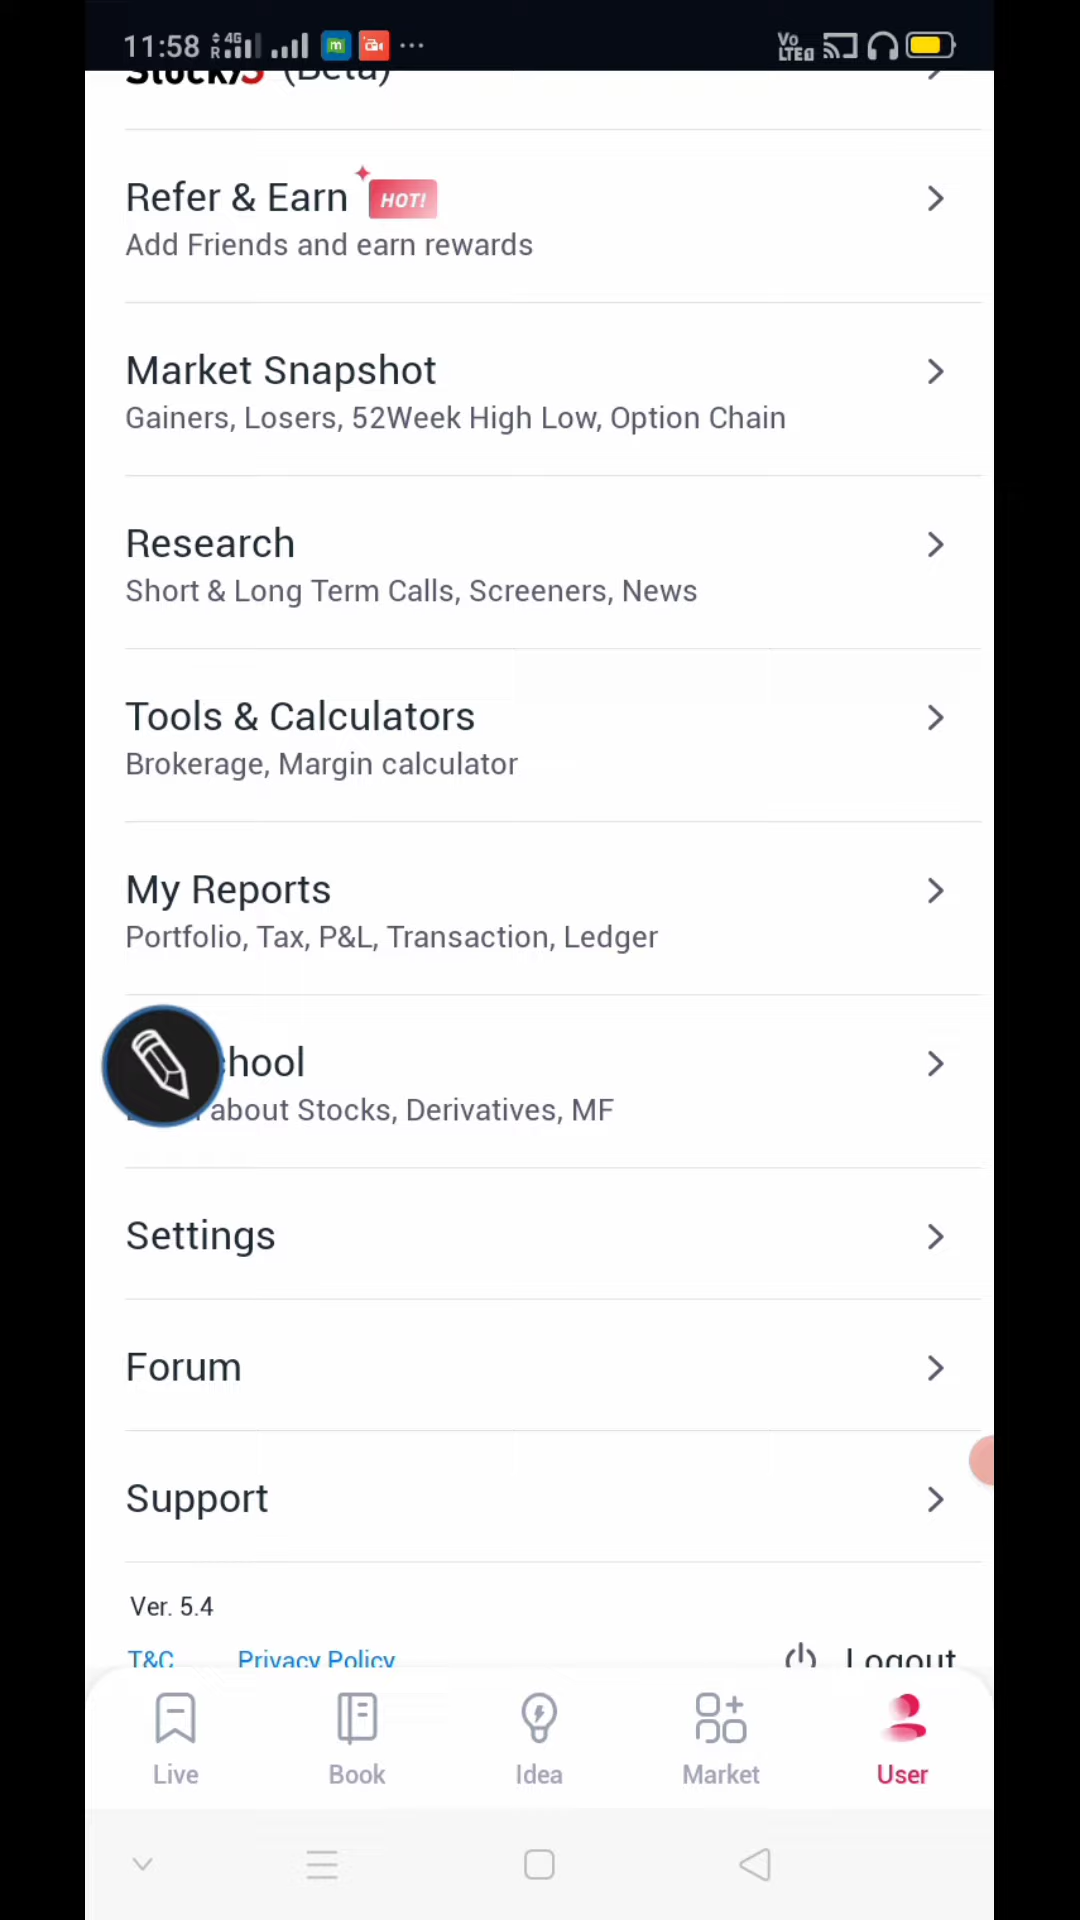 11:58
(Beta)
Refer & Earn HOT!
Add Friends and earn rewards
Market Snapshot
Gainers, Losers, 52Week High Low, Option Chain
Research
Short & Long Term Calls, Screeners, News
Tools & Calculators
Brokerage, Margin calculator
My Reports
Portfolio, Tax, P&L, Transaction, Ledger
hool
about Stocks, Derivatives, MF
Settings
Forum
Support
Ver. 5.4
T&C Privacy Policy Logout
Live Book Idea Market User